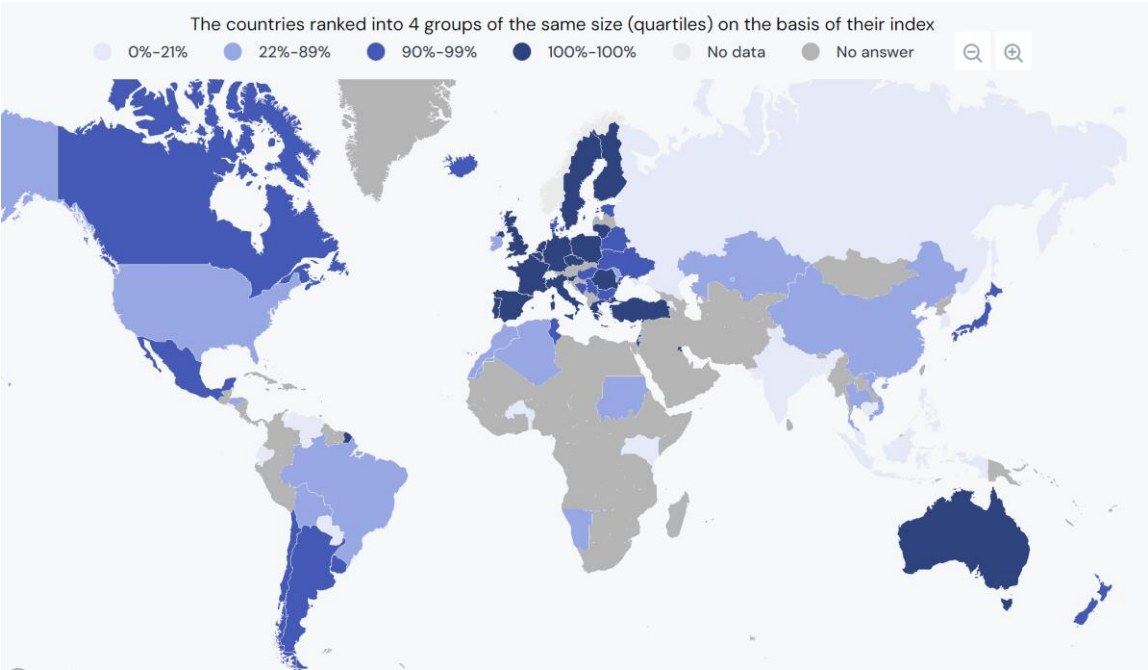 The countries ranked into 4 groups of the same size (quartiles) on the basis of their index
0%-21% 22%-89% 90%-99% 100%-100% No data No answer